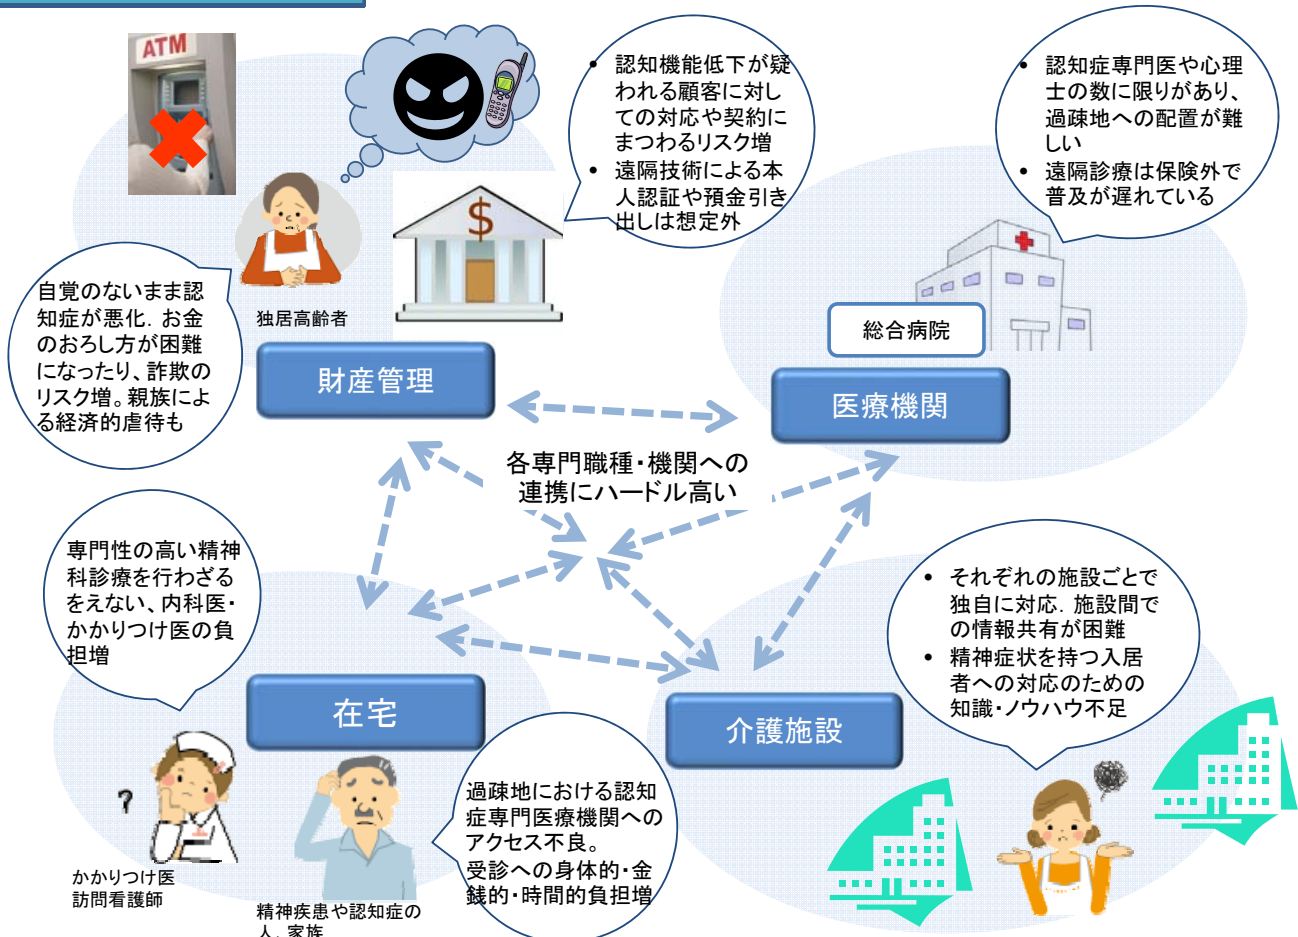 ATM
• 認知機能低下が疑
われる顧客に対し
ての対応や契約に
まつわるリスク増
• 遠隔技術による本
人認証や預金引き
出しは想定外
• 認知症専門医や心理
士の数に限りがあり、
過疎地への配置が難
しい
• 遠隔診療は保険外で
普及が遅れている
$
自覚のないまま認
知症が悪化. お金
のおろし方が困難
になったり、詐欺の
リスク増。親族によ
る経済的虐待も
独居高齢者
総合病院
財産管理
医療機関
各専門職種・機関への
連携にハードル高い
専門性の高い精神
科診療を行わざる
をえない、内科医・
かかりつけ医の負
担増
• それぞれの施設ごとで
独自に対応. 施設間で
の情報共有が困難
• 精神症状を持つ入居
者への対応のための
知識・ノウハウ不足
在宅
介護施設
?
過疎地における認知
症専門医療機関への
アクセス不良。
受診への身体的・金
銭的・時間的負担増
かかりつけ医
訪問看護師
精神疾患や認知症の
人、家族